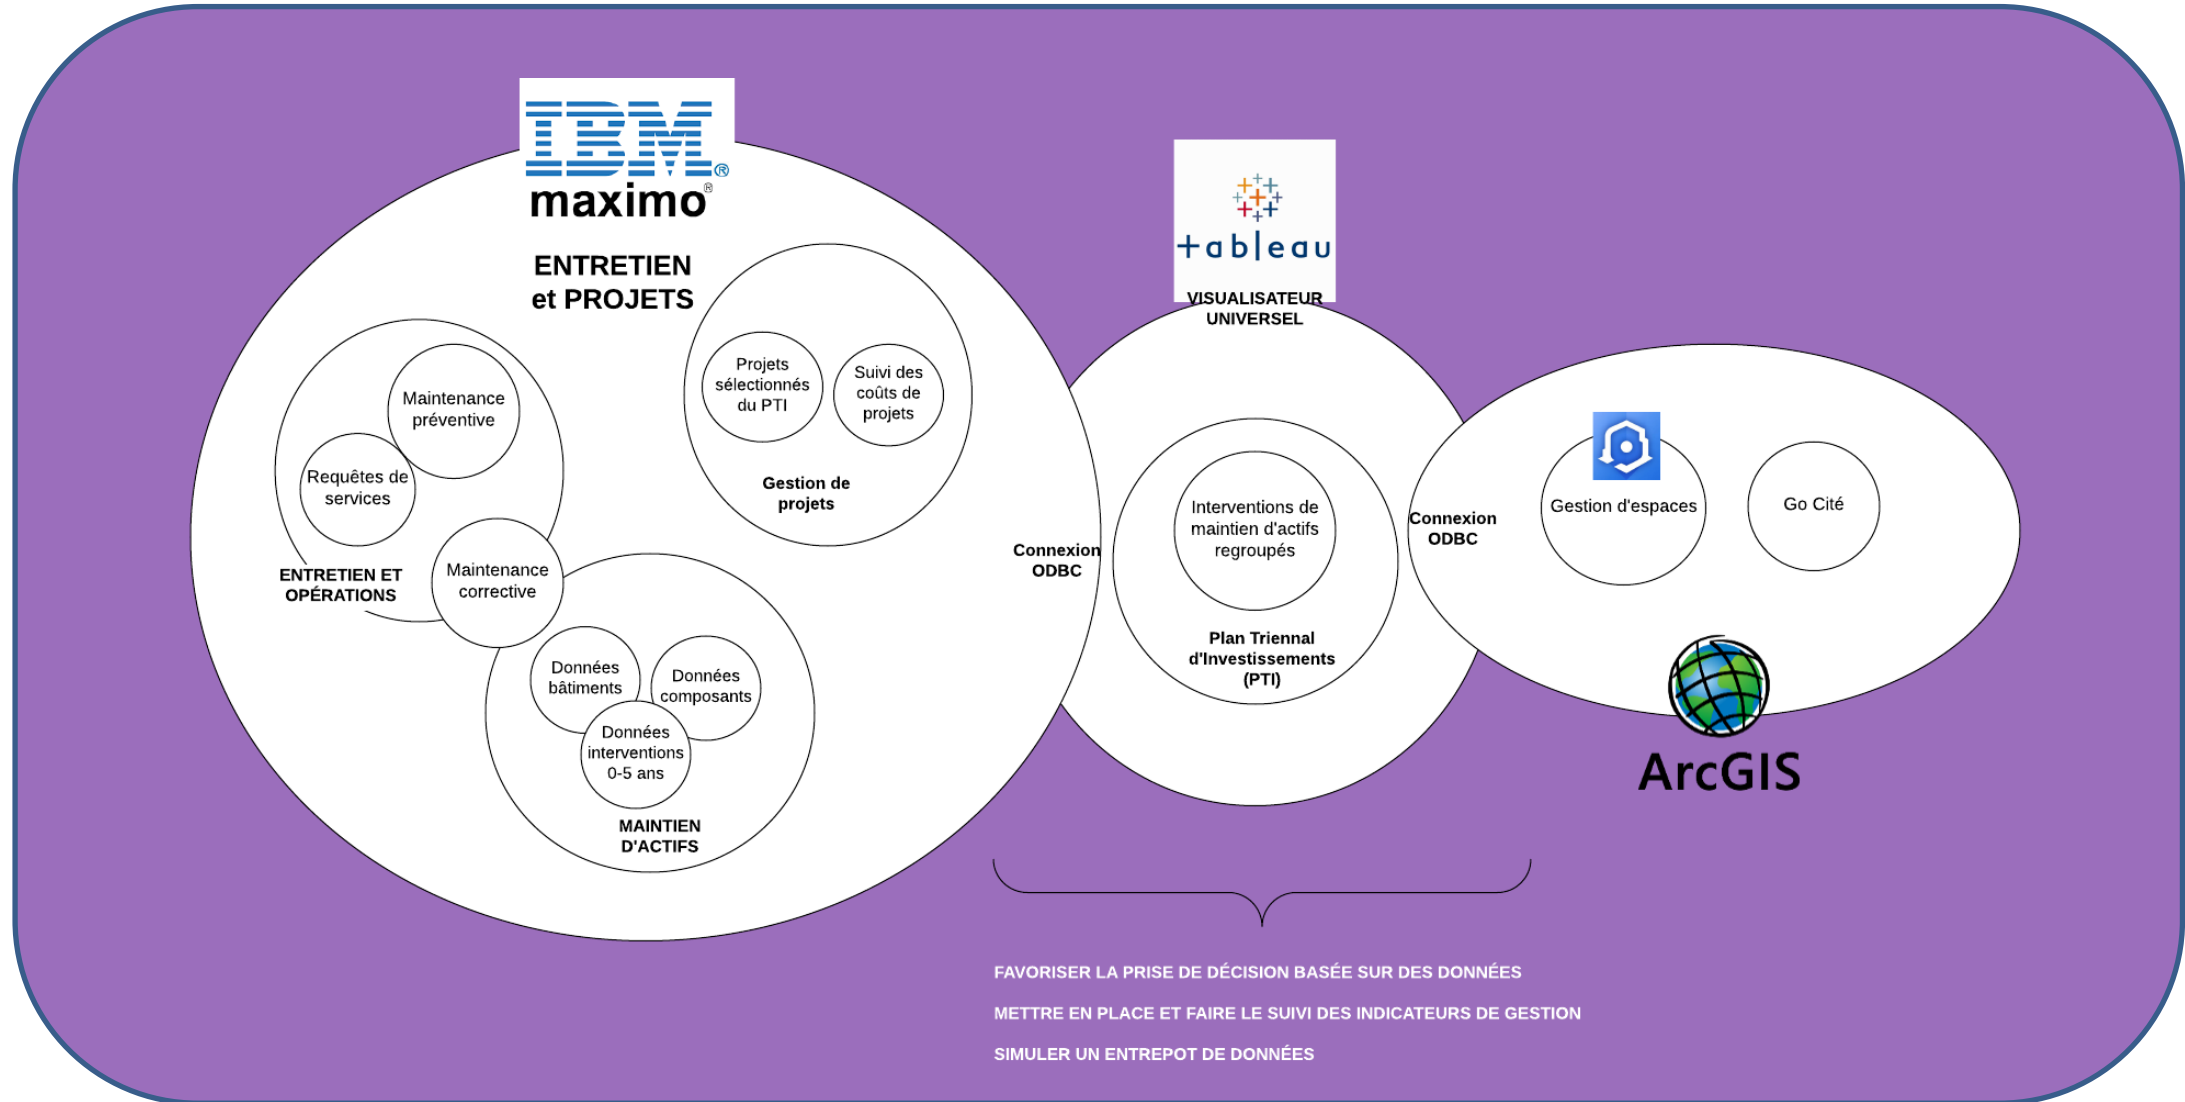 IBM®
maximo®
ENTRETIEN
et PROJETS
Maintenance
préventive
Requêtes de
services
ENTRETIEN ET
OPÉRATIONS
Maintenance
corrective
Projets
sélectionnés
du PTI
Suivi des
coûts de
projets
Gestion de
projets
Données
bâtiments
Données
composants
Données
interventions
0-5 ans
MAINTIEN
D'ACTIFS
Connexion
ODBC
+ableau
VISUALISATEUR
UNIVERSEL
Interventions de
maintien d'actifs
regroupés
Plan Triennal
d'Investissements
(PTI)
Connexion
ODBC
Gestion d'espaces
Go Cité
ArcGIS
FAVORISER LA PRISE DE DÉCISION BASÉE SUR DES DONNÉES
METTRE EN PLACE ET FAIRE LE SUIVI DES INDICATEURS DE GESTION
SIMULER UN ENTREPOT DE DONNÉES